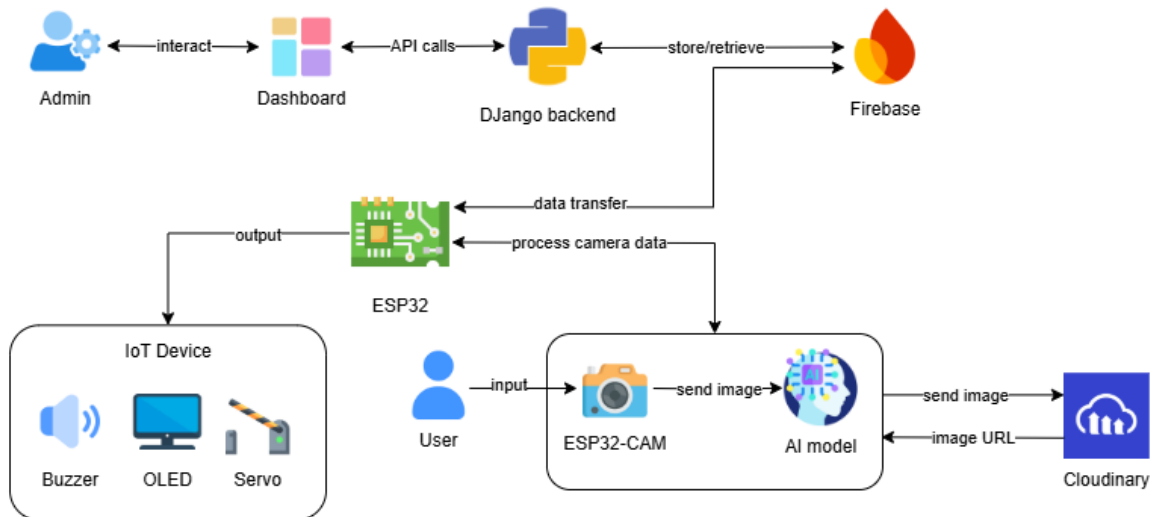 interact
API calls
store/retrieve
Admin
Dashboard
DJango backend
Firebase
data transfer
output
process camera data
ESP32
IoT Device
AI
input
send image
send image
User
ESP32-CAM
AI model
image URL
Buzzer
OLED
Servo
Cloudinary